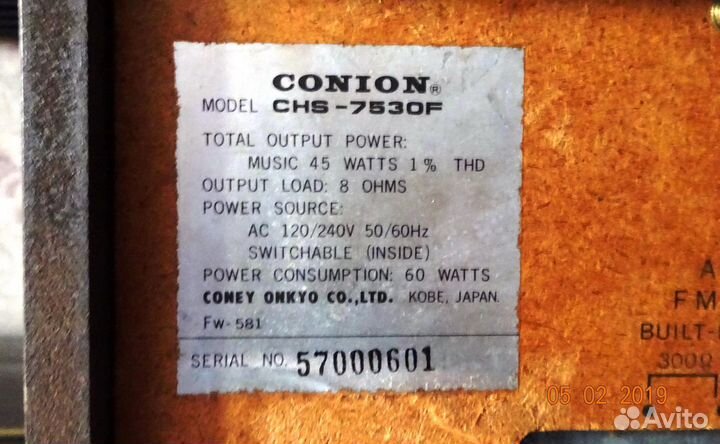 CONION®
MODEL CHS-7530F
TOTAL OUTPUT POWER:
MUSIC 45 WATTS 1% THD
OUTPUT LOAD: 8 OHMS
POWER SOURCE:
AC 120/240V 50/60Hz
SWITCHABLE (INSIDE)
POWER CONSUMPTION: 60 WATTS
CONEY ONKYO CO.,LTD. KOBE, JAPAN.
FW-581
SERIAL NO. 57000601
A
FM
BUILT-
300Ω
05 02 2019
Avito